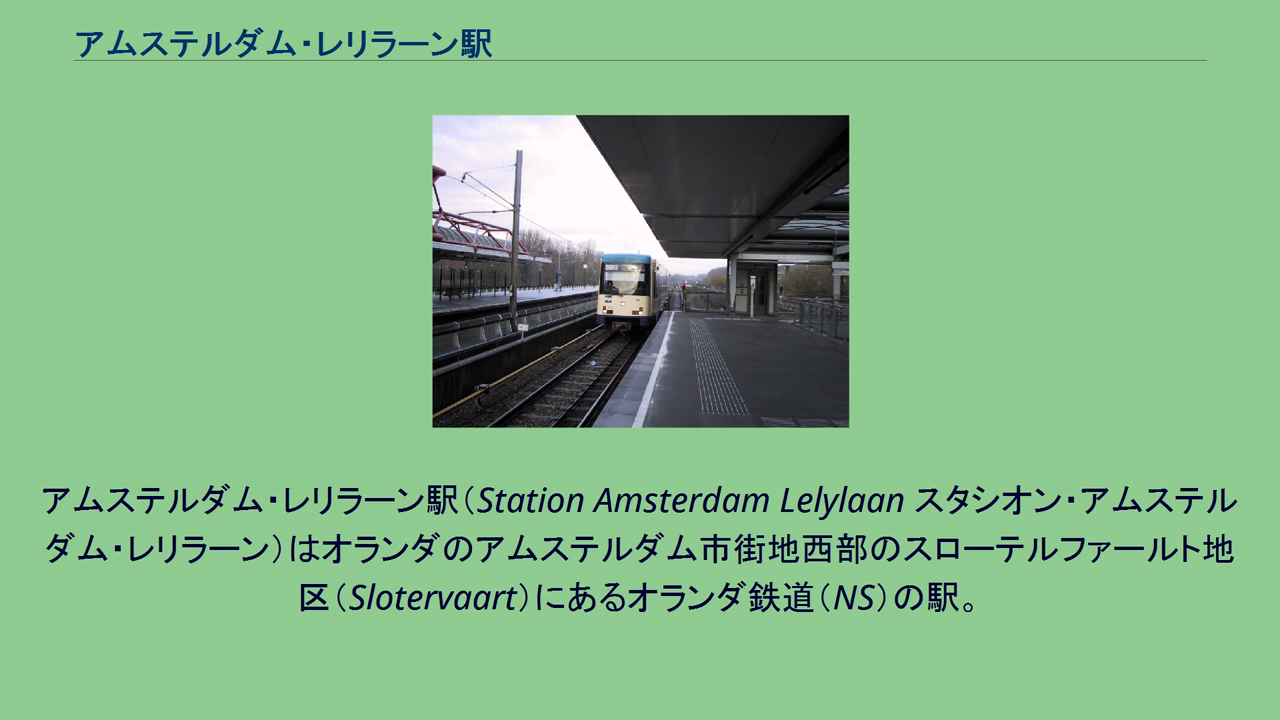 アムステルダム・レリラーン駅
アムステルダム・レリラーン駅（Station Amsterdam Lelylaan スタシオン・アムステル
ダム・レリラーン）はオランダのアムステルダム市街地西部のスローテルファールト地
区（Slotervaart）にあるオランダ鉄道（NS）の駅。